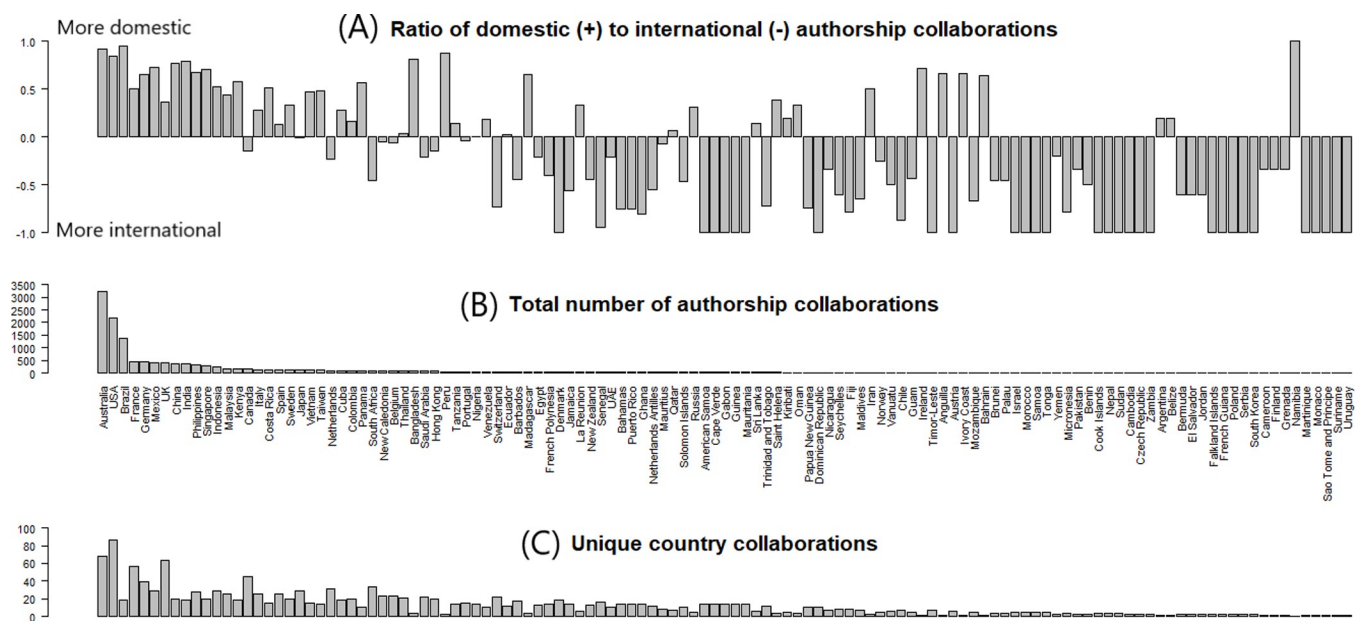 (A) Ratio of domestic (+) to international (-) authorship collaborations
More domestic
1.0
0.5
0.0
-0.5
-1.0
More international
(B) Total number of authorship collaborations
3500
3000
2500
2000
1500
1000
500
0
Australia
USA
Brazil
France
Germany
Mexico
UK
China
India
Philippines
Singapore
Indonesia
Malaysia
Kenya
Canada
Italy
Costa Rica
Spain
Sweden
Japan
Vietnam
Taiwan
Netherlands
Cuba
Colombia
Panama
South Africa
New Caledonia
Belgium
Thailand
Bangladesh
Saudi Arabia
Hong Kong
Peru
Tanzania
Portugal
Nigeria
Venezuela
Switzerland
Ecuador
Barbados
Madagascar
Egypt
French Polynesia
Denmark
Jamaica
La Reunion
New Zealand
Senegal
UAE
Bahamas
Puerto Rico
Ghana
Netherlands Antilles
Mauritius
Qatar
Solomon Islands
Russia
American Samoa
Cape Verde
Gabon
Guinea
Mauritania
Sri Lanka
Trinidad and Tobago
Saint Helena
Kiribati
Oman
Papua New Guinea
Dominican Republic
Nicaragua
Seychelles
Fiji
Maldives
Iran
Norway
Vanuatu
Chile
Guam
Ireland
Timor-Leste
Anguilla
Austria
Ivory Coast
Mozambique
Bahrain
Brunei
Palau
Israel
Morocco
Samoa
Tonga
Yemen
Micronesia
Pakistan
Benin
Cook Islands
Nepal
Sudan
Cambodia
Czech Republic
Zambia
Argentina
Belize
Bermuda
El Salvador
Jordan
Falkland Islands
French Guiana
Poland
Serbia
South Korea
Cameroon
Finland
Grenada
Namibia
Martinique
Monaco
Sao Tome and Principe
Suriname
Uruguay
(C) Unique country collaborations
100
80
60
40
20
0